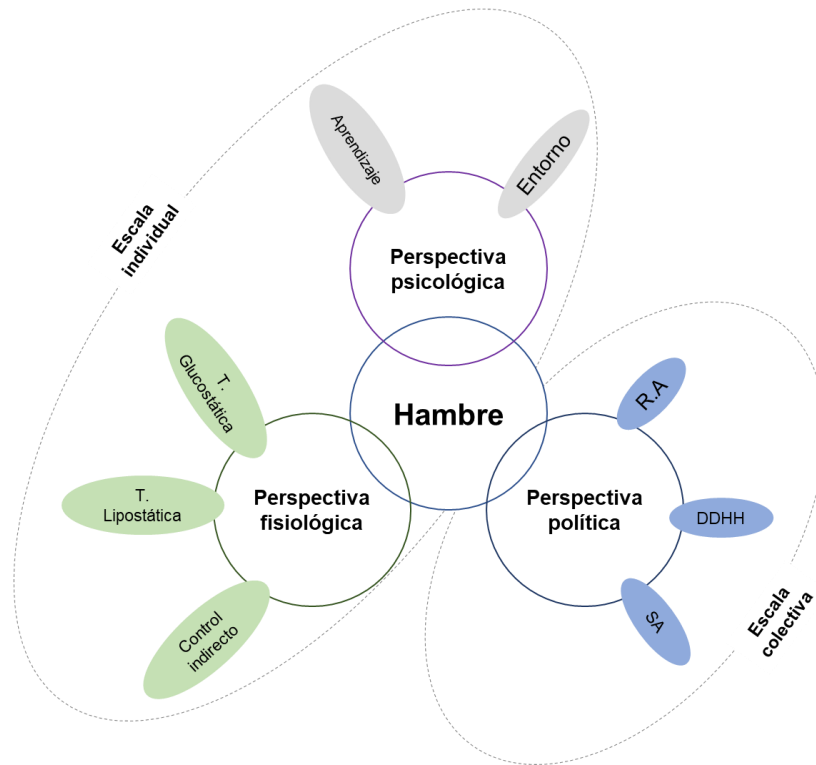 Aprendizaje
Entorno
Escala
individual
Perspectiva
psicológica
T.
Glucostática
R.A
Hambre
T.
Lipostática
Perspectiva
fisiológica
Perspectiva
política
DDHH
Control
indirecto
SA
Escala
colectiva